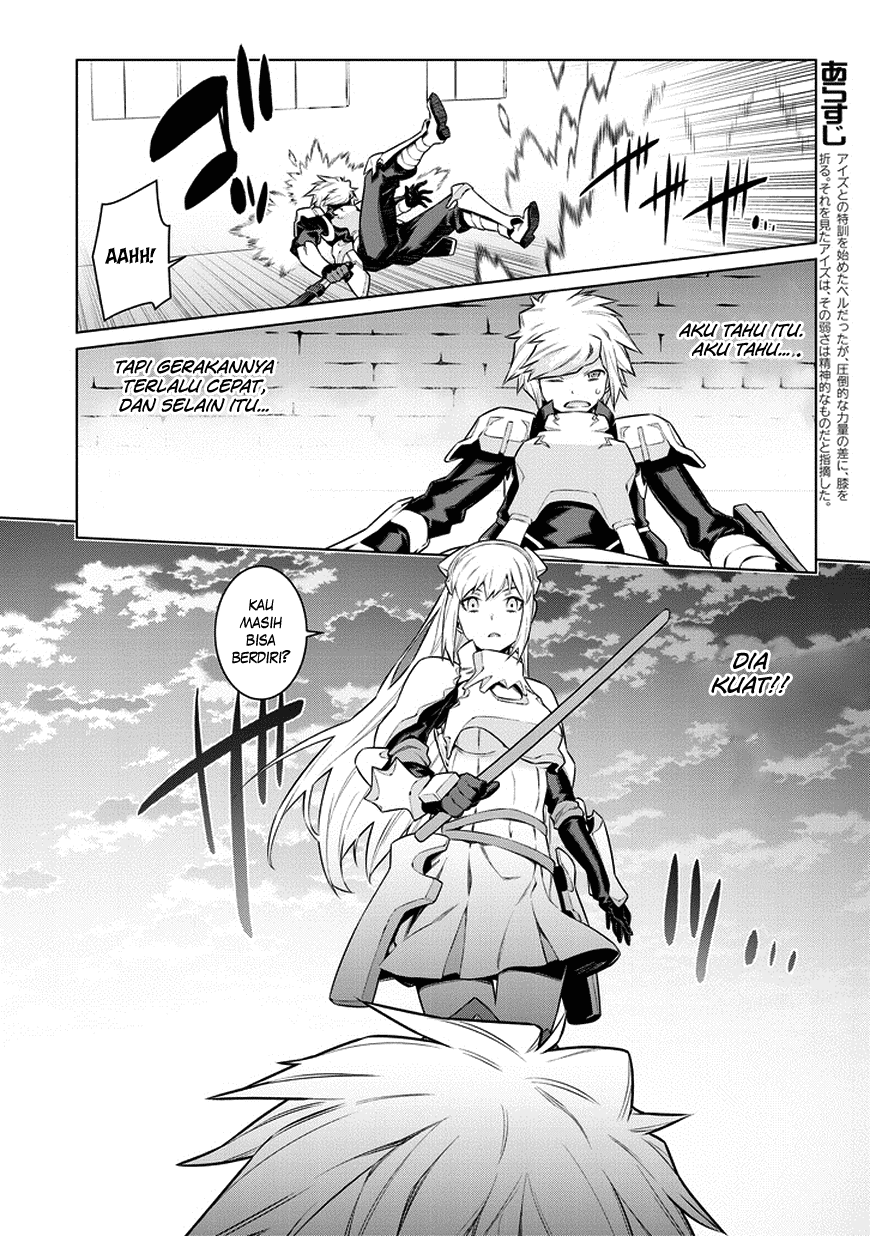 あらすじ
アイズとの特訓を始めたベルだったが、圧倒的な力量の差に、膝を
折る。それを見たアイズは、その弱さは精神的なものだと指摘した。
AAHH!
AKU TAHU ITU.
AKU TAHU....
TAPI GERAKANNYA
TERLALU CEPAT,
DAN SELAIN ITU...
DIA
KUAT!!
KAU
MASIH
BISA
BERDIRI?